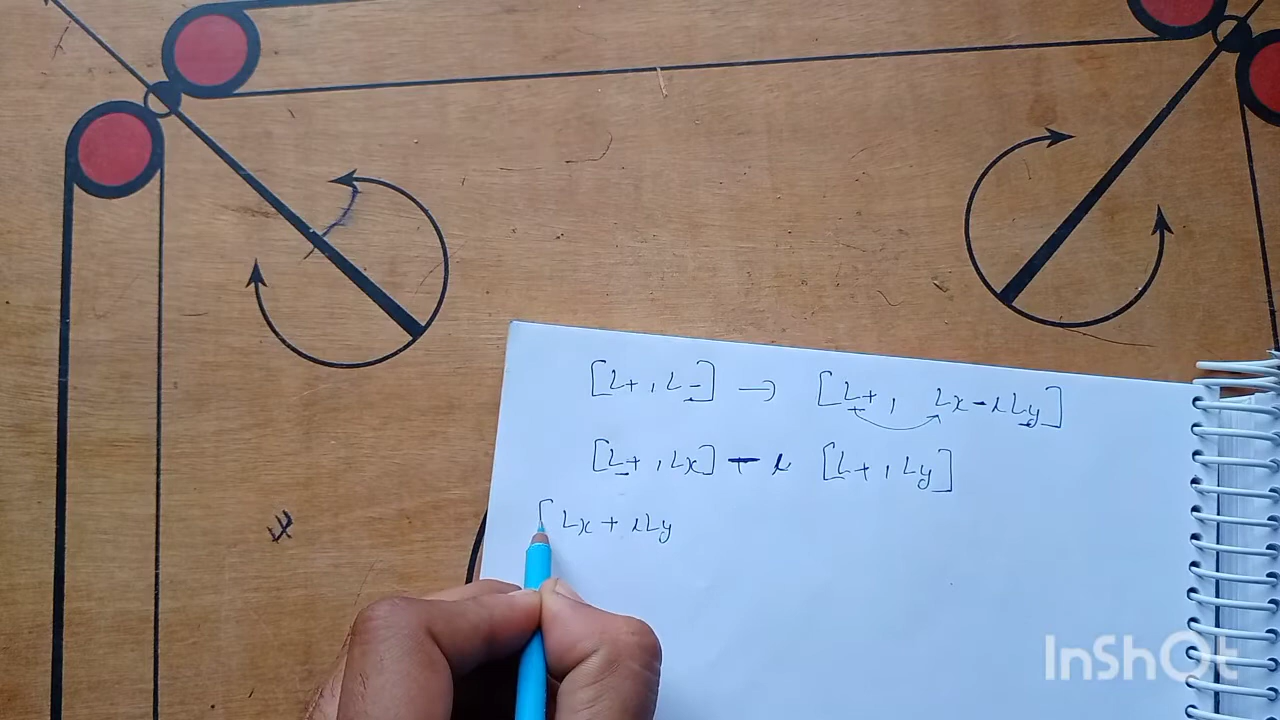 [L+, L-] → [L+, Lx-iLy]
[L+, Lx] - i [L+, Ly]
[Lx + iLy
InShOt